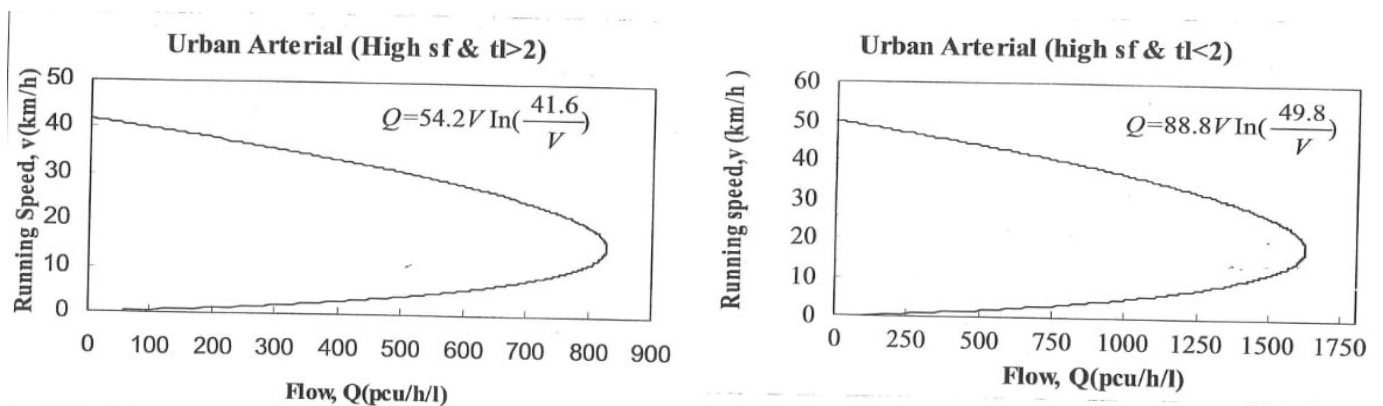 Urban Arterial (High sf & tl>2)
Running Speed, v (km/h)
50
40
30
20
10
0
Q=54.2V In(41.6/V)
0 100 200 300 400 500 600 700 800 900
Flow, Q(pcu/h/l)
Urban Arterial (high sf & tl<2)
Running speed,v (km/h )
60
50
40
30
20
10
0
Q=88.8V In(49.8/V)
0 250 500 750 1000 1250 1500 1750
Flow, Q(pcu/h/l)